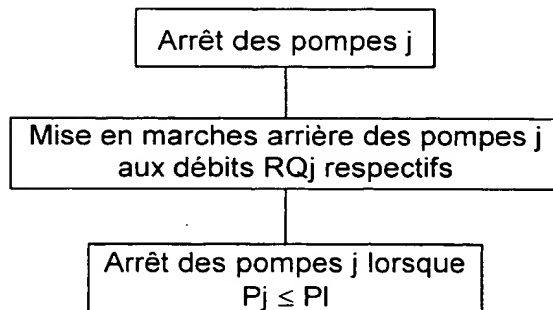 Arrêt des pompes j
Mise en marches arrière des pompes j
aux débits RQj respectifs
Arrêt des pompes j lorsque
Pj ≤ Pl